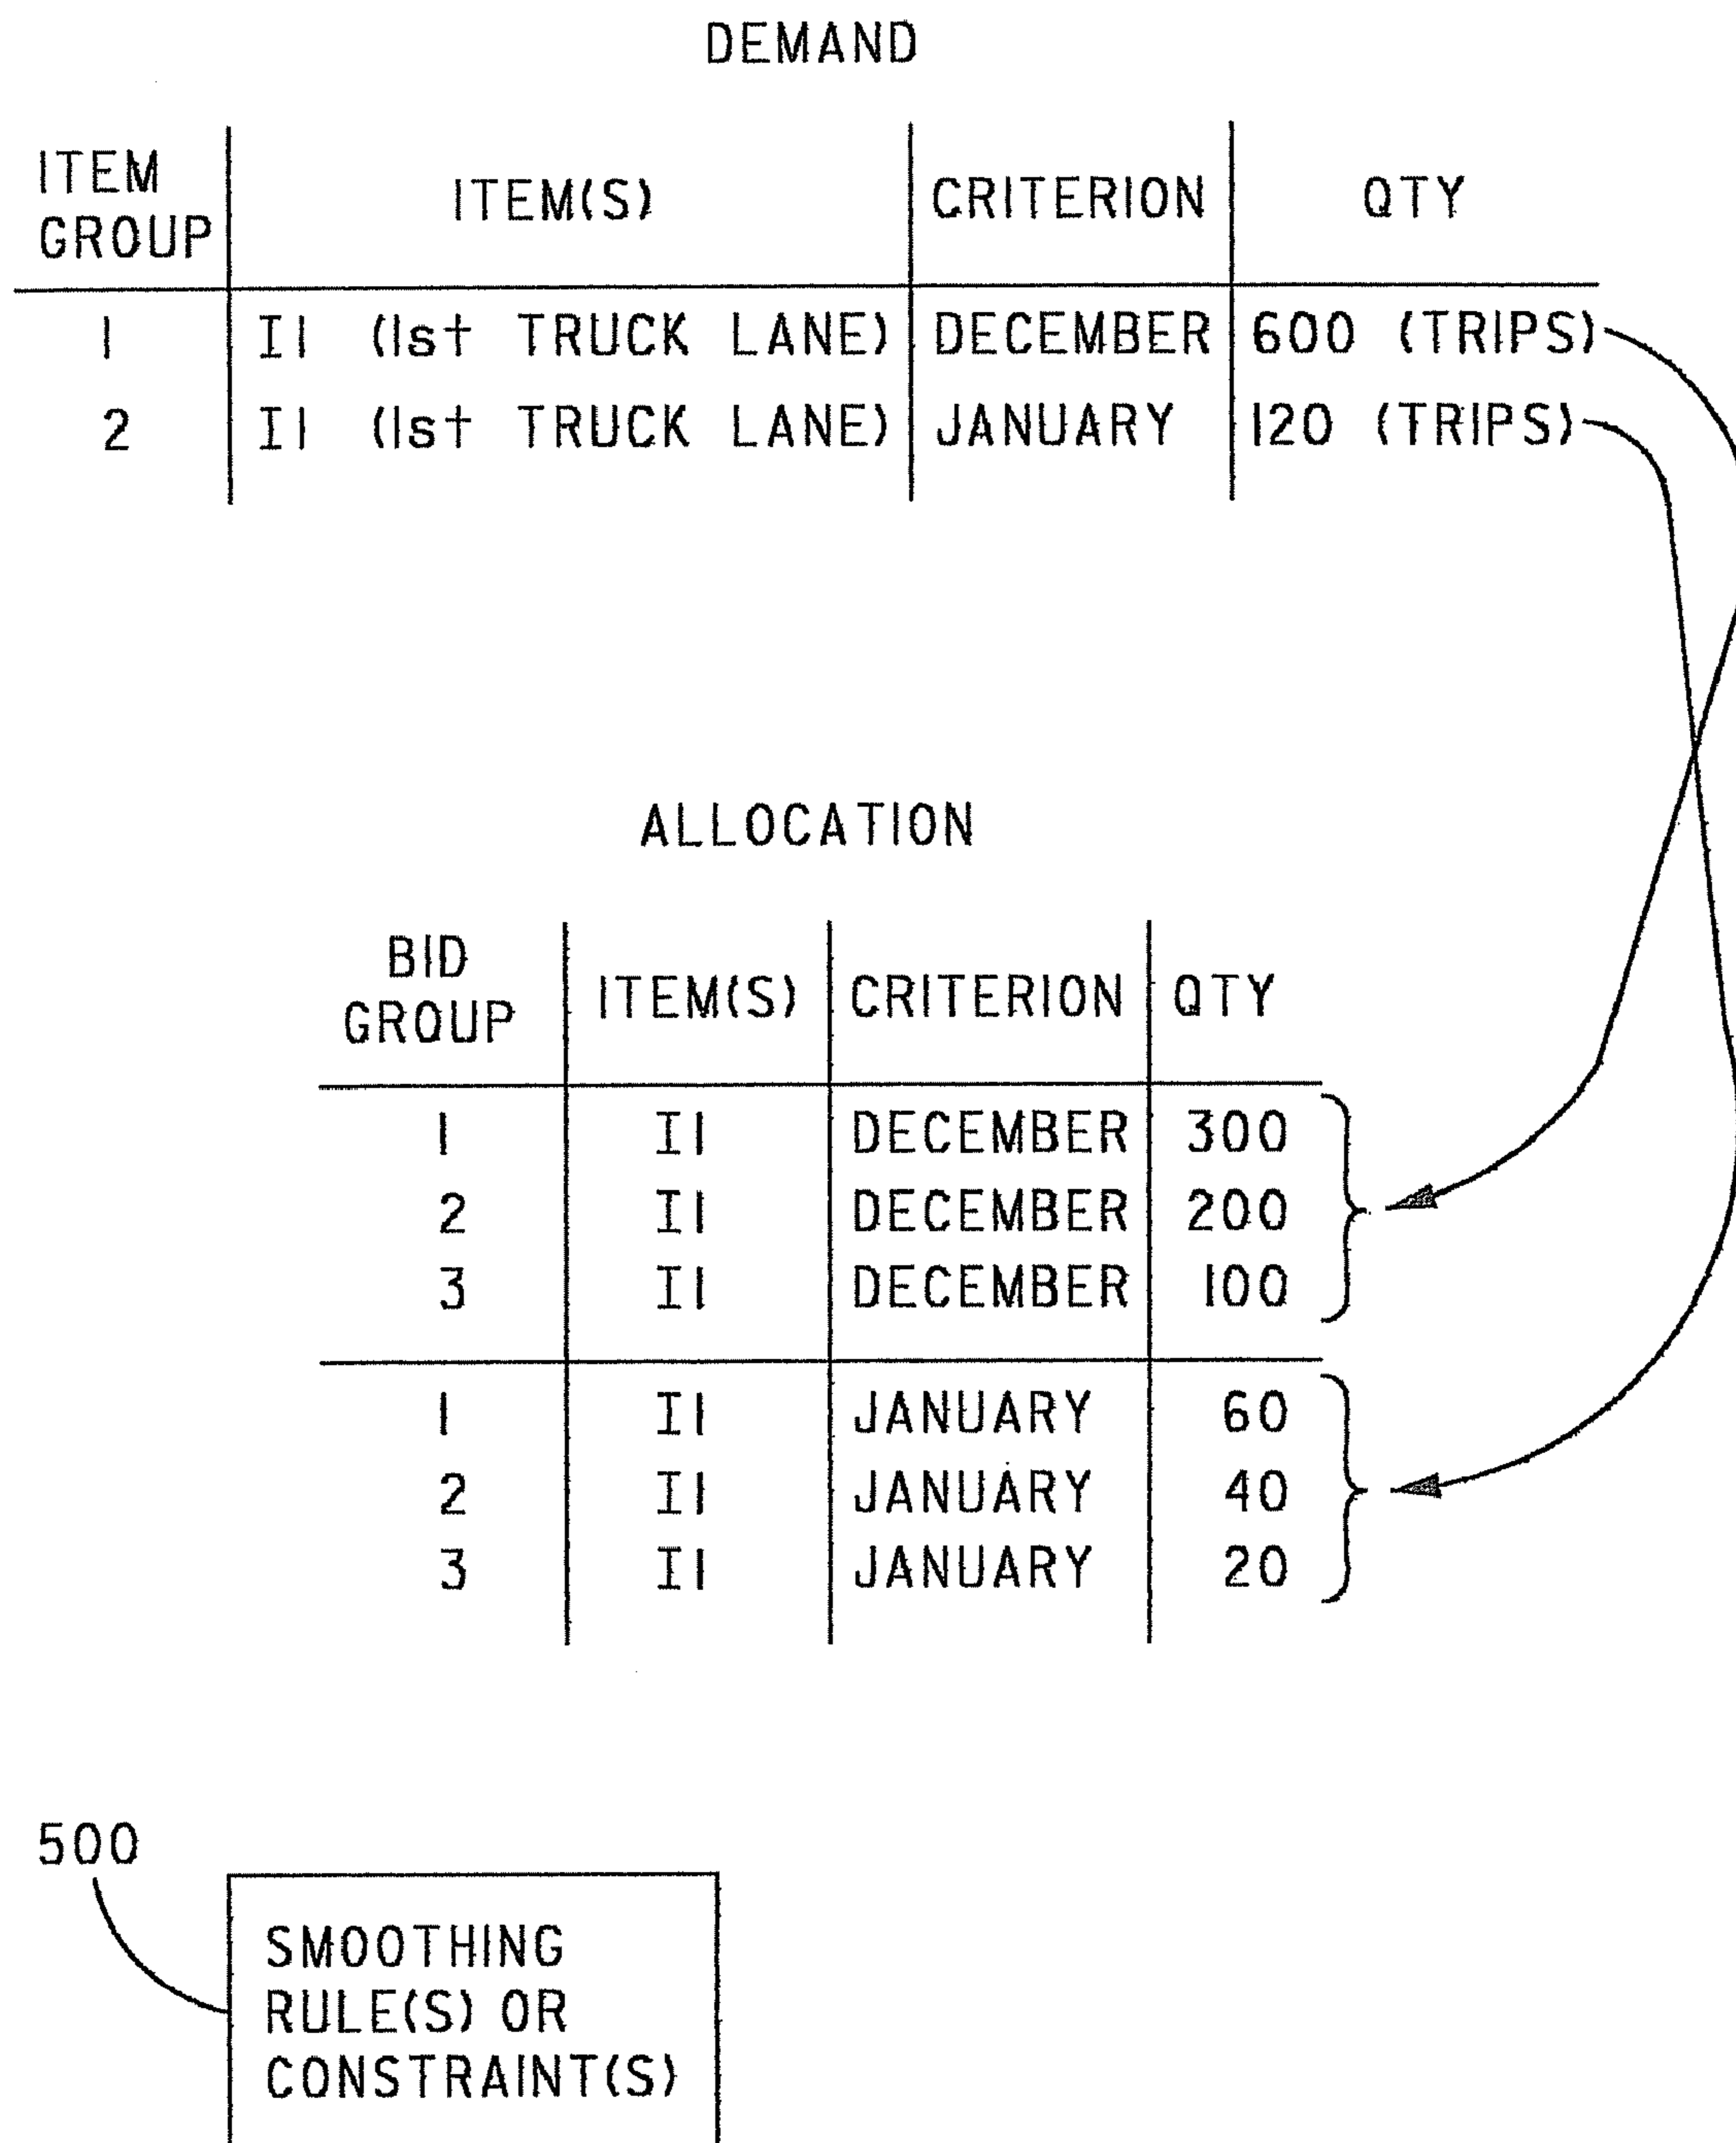 DEMAND
ITEM GROUP ITEM(S) CRITERION QTY
1 I1 (1st TRUCK LANE) DECEMBER 600 (TRIPS)
2 I1 (1st TRUCK LANE) JANUARY 120 (TRIPS)
ALLOCATION
BID GROUP ITEM(S) CRITERION QTY
1 I1 DECEMBER 300
2 I1 DECEMBER 200
3 I1 DECEMBER 100
1 I1 JANUARY 60
2 I1 JANUARY 40
3 I1 JANUARY 20
500
SMOOTHING
RULE(S) OR
CONSTRAINT(S)